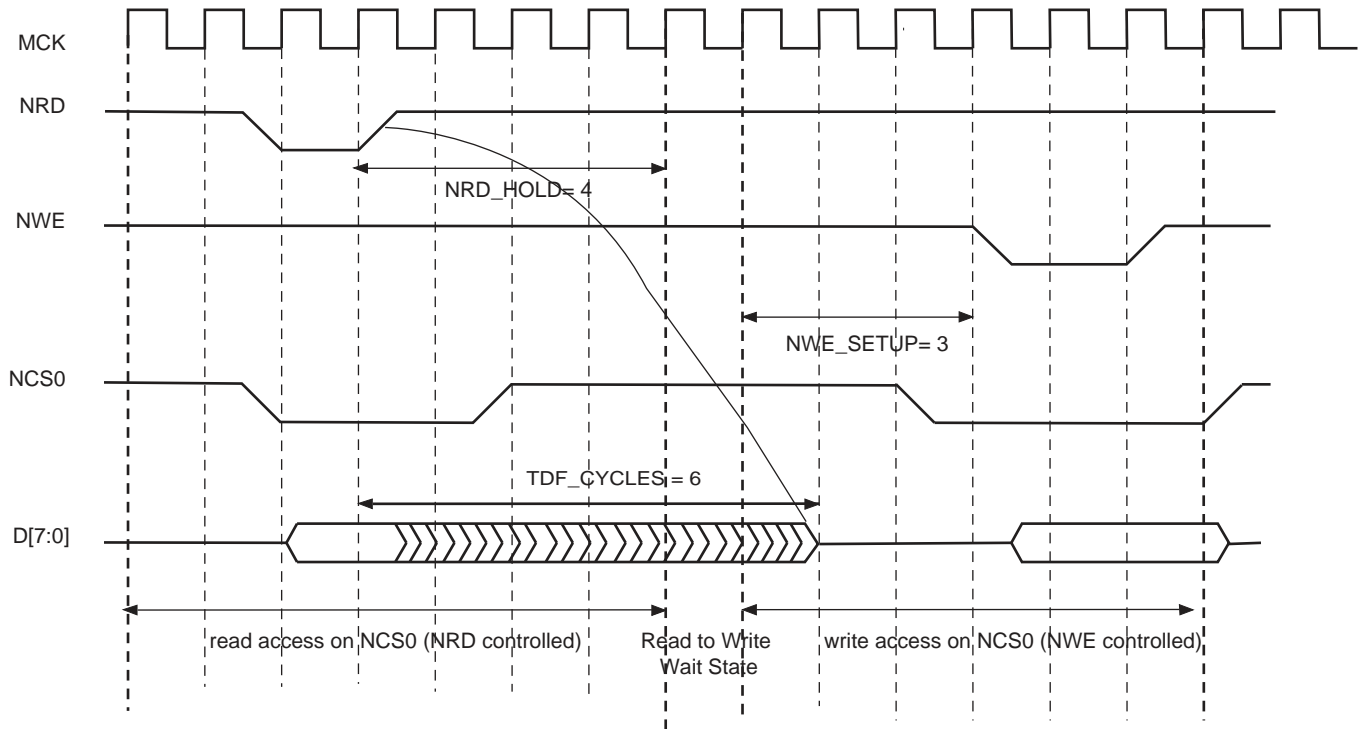 MCK
NRD
NRD_HOLD= 4
NWE
NWE_SETUP= 3
NCS0
TDF_CYCLES = 6
D[7:0]
read access on NCS0 (NRD controlled)
Read to Write
Wait State
write access on NCS0 (NWE controlled)